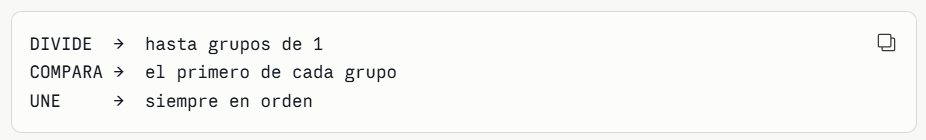 DIVIDE  →  hasta grupos de 1
COMPARA →  el primero de cada grupo
UNE     →  siempre en orden